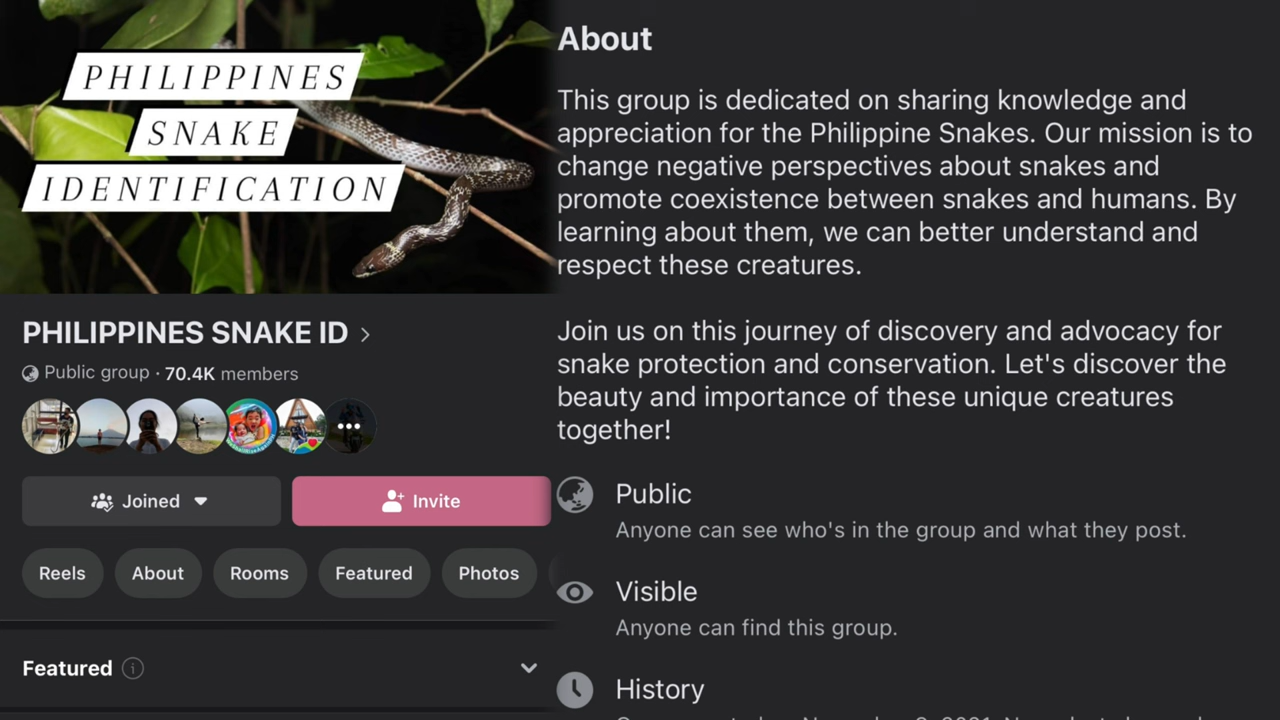 PHILIPPINES
SNAKE
IDENTIFICATION
PHILIPPINES SNAKE ID
Public group · 70.4K members
Joined
Invite
Reels
About
Rooms
Featured
Photos
Featured
About
This group is dedicated on sharing knowledge and
appreciation for the Philippine Snakes. Our mission is to
change negative perspectives about snakes and
promote coexistence between snakes and humans. By
learning about them, we can better understand and
respect these creatures.
Join us on this journey of discovery and advocacy for
snake protection and conservation. Let's discover the
beauty and importance of these unique creatures
together!
Public
Anyone can see who's in the group and what they post.
Visible
Anyone can find this group.
History